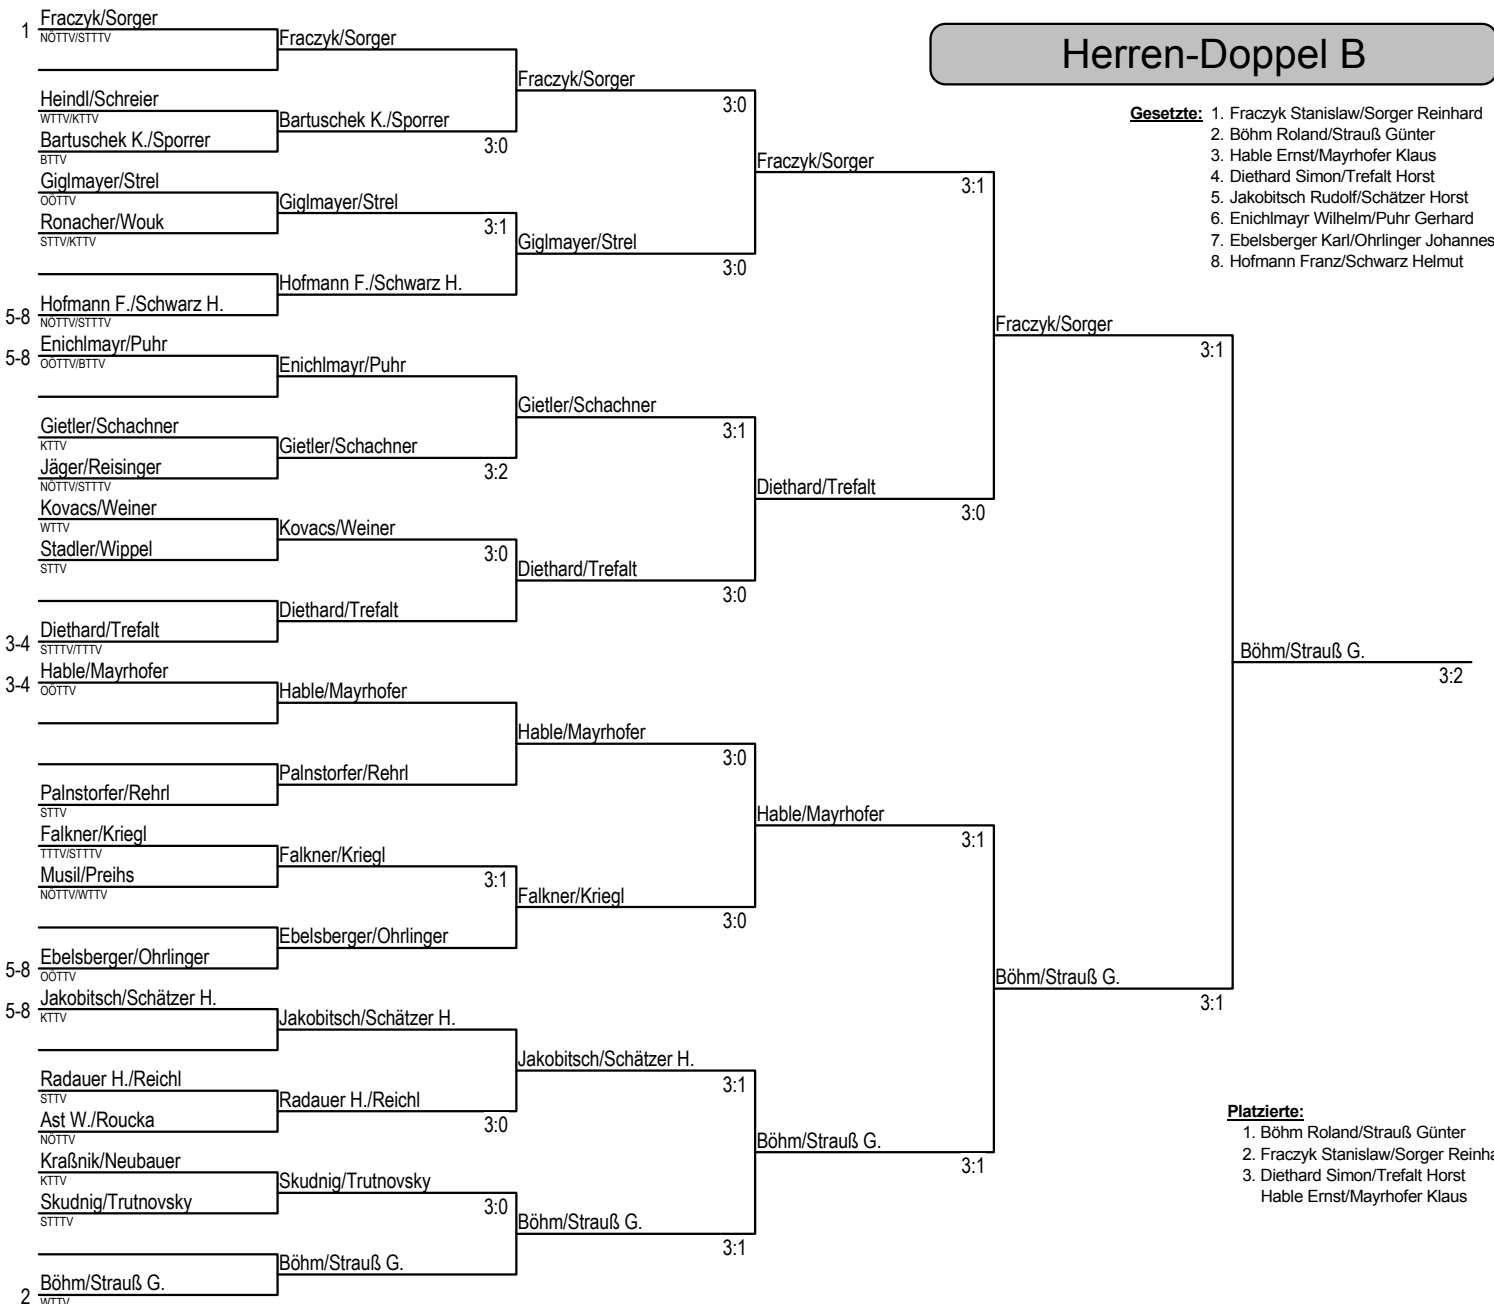 Herren-Doppel B
Gesetzte: 1. Fraczyk Stanislaw/Sorger Reinhard
2. Böhm Roland/Strauß Günter
3. Hable Ernst/Mayrhofer Klaus
4. Diethard Simon/Trefalt Horst
5. Jakobitsch Rudolf/Schätzer Horst
6. Enichlmayr Wilhelm/Puhr Gerhard
7. Ebelsberger Karl/Ohrlinger Johannes
8. Hofmann Franz/Schwarz Helmut
1 Fraczyk/Sorger
NÖTTV/STTTV
Heindl/Schreier
WTTV/KTTV
Bartuschek K./Sporrer
BTTV
Giglmayer/Strel
OÖTTV
Ronacher/Wouk
STTV/KTTV
5-8 Hofmann F./Schwarz H.
NÖTTV/STTTV
5-8 Enichlmayr/Puhr
OÖTTV/BTTV
Gietler/Schachner
KTTV
Jäger/Reisinger
NÖTTV/STTTV
Kovacs/Weiner
WTTV
Stadler/Wippel
STTV
3-4 Diethard/Trefalt
STTTV/TTTV
3-4 Hable/Mayrhofer
OÖTTV
Palnstorfer/Rehrl
STTV
Falkner/Kriegl
TTTV/STTTV
Musil/Preihs
NÖTTV/WTTV
5-8 Ebelsberger/Ohrlinger
OÖTTV
5-8 Jakobitsch/Schätzer H.
KTTV
Radauer H./Reichl
STTV
Ast W./Roucka
NÖTTV
Kraßnik/Neubauer
KTTV
Skudnig/Trutnovsky
STTTV
2 Böhm/Strauß G.
WTTV
Fraczyk/Sorger
Bartuschek K./Sporrer
3:0
Giglmayer/Strel
3:1
Hofmann F./Schwarz H.
Enichlmayr/Puhr
Gietler/Schachner
3:2
Kovacs/Weiner
3:0
Diethard/Trefalt
Hable/Mayrhofer
Palnstorfer/Rehrl
Falkner/Kriegl
3:1
Ebelsberger/Ohrlinger
Jakobitsch/Schätzer H.
Radauer H./Reichl
3:0
Skudnig/Trutnovsky
3:0
Böhm/Strauß G.
Fraczyk/Sorger
3:0
Giglmayer/Strel
3:0
Gietler/Schachner
3:1
Diethard/Trefalt
3:0
Hable/Mayrhofer
3:0
Falkner/Kriegl
3:0
Jakobitsch/Schätzer H.
3:1
Böhm/Strauß G.
3:1
Fraczyk/Sorger
3:1
Diethard/Trefalt
3:0
Hable/Mayrhofer
3:1
Böhm/Strauß G.
3:1
Fraczyk/Sorger
3:1
Böhm/Strauß G.
3:1
Böhm/Strauß G.
3:2
Platzierte:
1. Böhm Roland/Strauß Günter
2. Fraczyk Stanislaw/Sorger Reinha
3. Diethard Simon/Trefalt Horst
Hable Ernst/Mayrhofer Klaus